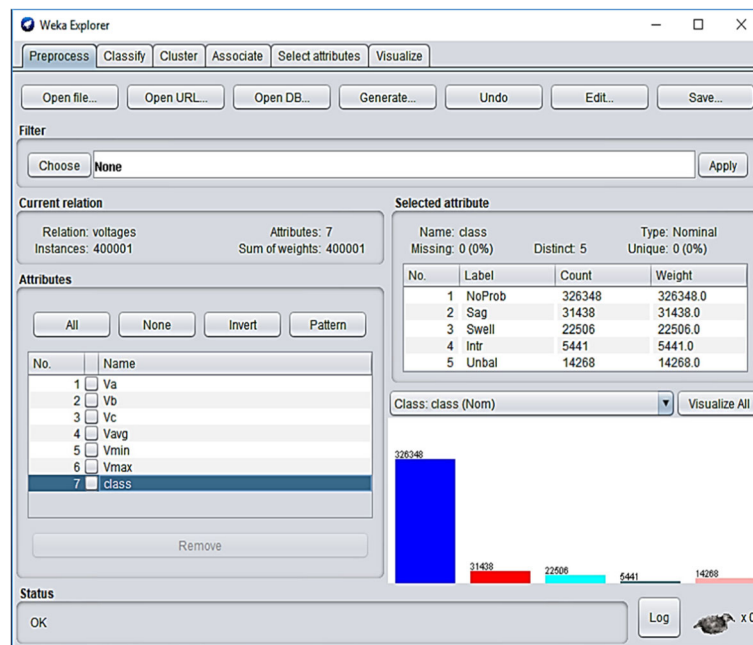 Weka Explorer
Preprocess Classify Cluster Associate Select attributes Visualize
Open file... Open URL... Open DB... Generate... Undo Edit... Save...
Filter
Choose None Apply
Current relation
Relation: voltages Attributes: 7
Instances: 400001 Sum of weights: 400001
Attributes
All None Invert Pattern
No. Name
1 Va
2 Vb
3 Vc
4 Vavg
5 Vmin
6 Vmax
7 class
Remove
Selected attribute
Name: class Type: Nominal
Missing: 0 (0%) Distinct: 5 Unique: 0 (0%)
No. Label Count Weight
1 NoProb 326348 326348.0
2 Sag 31438 31438.0
3 Swell 22506 22506.0
4 Intr 5441 5441.0
5 Unbal 14268 14268.0
Class: class (Nom) Visualize All
326348
31438
22506
5441
14268
Status
OK
Log
x 0